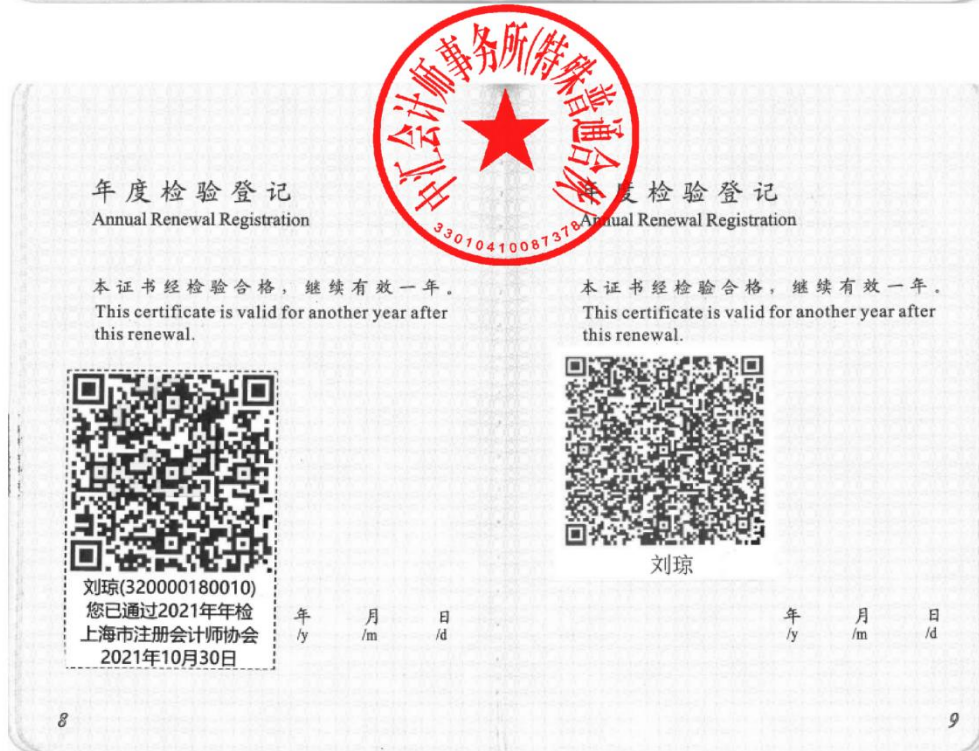 中汇会计师事务所(特殊普通合伙)
33010410087378
年度检验登记
Annual Renewal Registration
本证书经检验合格，继续有效一年。
This certificate is valid for another year after
this renewal.
刘琼(320000180010)
您已通过2021年年检
上海市注册会计师协会
2021年10月30日
年 月 日
/y /m /d
8
年度检验登记
Annual Renewal Registration
本证书经检验合格，继续有效一年。
This certificate is valid for another year after
this renewal.
刘琼
年 月 日
/y /m /d
9